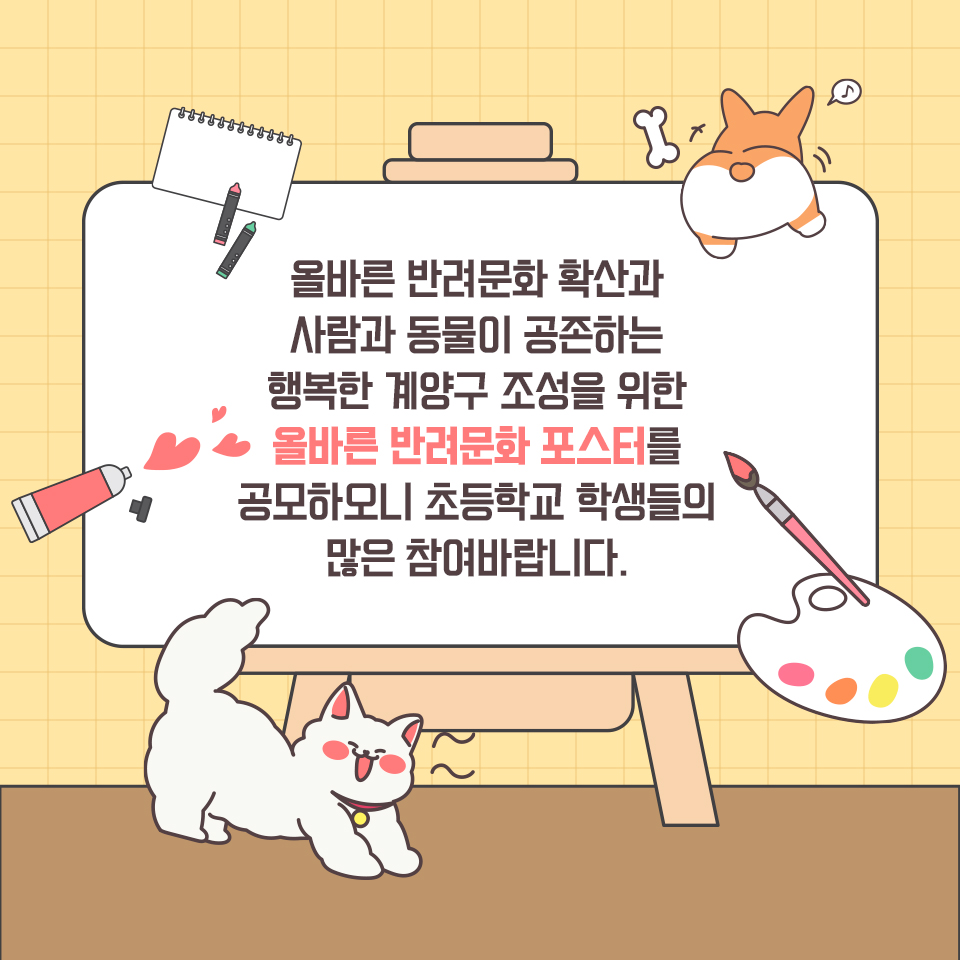 올바른 반려문화 확산과
사람과 동물이 공존하는
행복한 계양구 조성을 위한
올바른 반려문화 포스터를
공모하오니 초등학교 학생들의
많은 참여바랍니다.